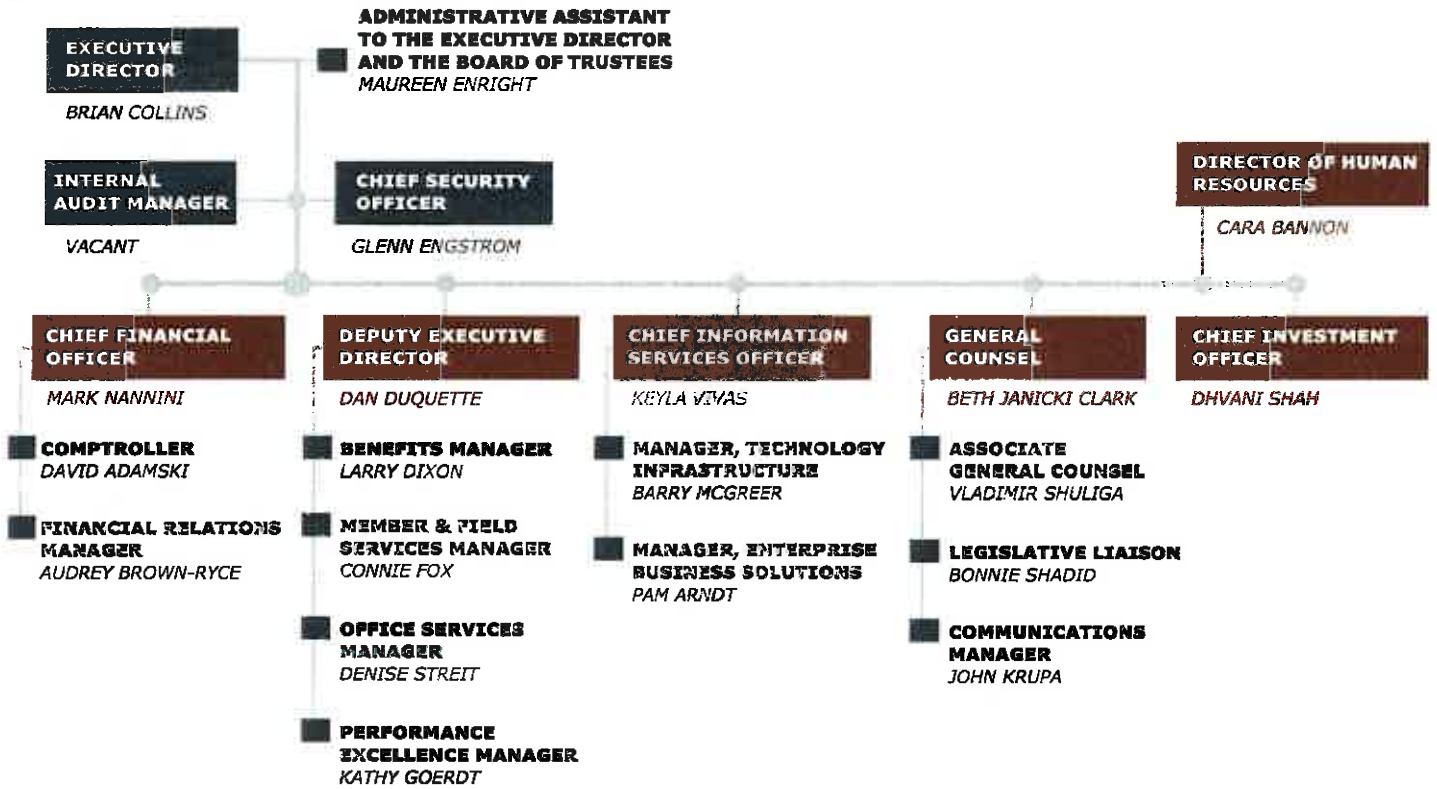 EXECUTIVE
DIRECTOR
BRIAN COLLINS
ADMINISTRATIVE ASSISTANT
TO THE EXECUTIVE DIRECTOR
AND THE BOARD OF TRUSTEES
MAUREEN ENRIGHT
INTERNAL
AUDIT MANAGER
VACANT
CHIEF SECURITY
OFFICER
GLENN ENGSTROM
DIRECTOR OF HUMAN
RESOURCES
CARA BANNON
CHIEF FINANCIAL
OFFICER
MARK NANNINI
COMPTROLLER
DAVID ADAMSKI
FINANCIAL RELATIONS
MANAGER
AUDREY BROWN-RYCE
DEPUTY EXECUTIVE
DIRECTOR
DAN DUQUETTE
BENEFITS MANAGER
LARRY DIXON
MEMBER & FIELD
SERVICES MANAGER
CONNIE FOX
OFFICE SERVICES
MANAGER
DENISE STREIT
PERFORMANCE
EXCELLENCE MANAGER
KATHY GOERDT
CHIEF INFORMATION
SERVICES OFFICER
KEYLA VIVAS
MANAGER, TECHNOLOGY
INFRASTRUCTURE
BARRY MCGREER
MANAGER, ENTERPRISE
BUSINESS SOLUTIONS
PAM ARNDT
GENERAL
COUNSEL
BETH JANICKI CLARK
ASSOCIATE
GENERAL COUNSEL
VLADIMIR SHULIGA
LEGISLATIVE LIAISON
BONNIE SHADID
COMMUNICATIONS
MANAGER
JOHN KRUPA
CHIEF INVESTMENT
OFFICER
DHVANI SHAH